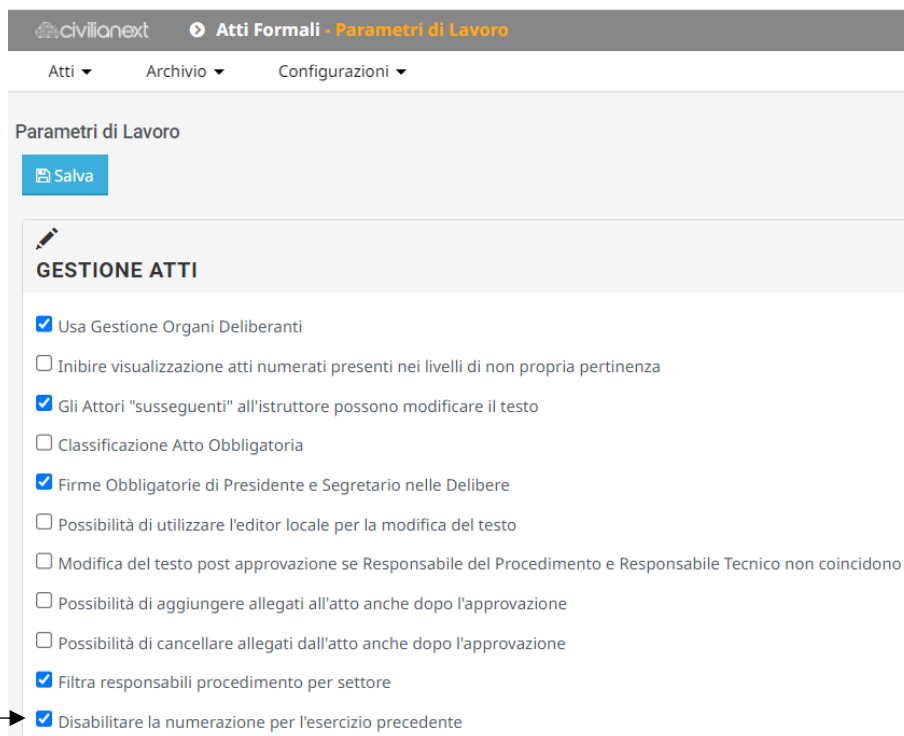 civilianext Atti Formali - Parametri di Lavoro
Atti Archivio Configurazioni
Parametri di Lavoro
Salva
GESTIONE ATTI
Usa Gestione Organi Deliberanti
Inibire visualizzazione atti numerati presenti nei livelli di non propria pertinenza
Gli Attori "susseguenti" all'istruttore possono modificare il testo
Classificazione Atto Obbligatoria
Firme Obbligatorie di Presidente e Segretario nelle Delibere
Possibilità di utilizzare l'editor locale per la modifica del testo
Modifica del testo post approvazione se Responsabile del Procedimento e Responsabile Tecnico non coincidono
Possibilità di aggiungere allegati all'atto anche dopo l'approvazione
Possibilità di cancellare allegati dall'atto anche dopo l'approvazione
Filtra responsabili procedimento per settore
Disabilitare la numerazione per l'esercizio precedente